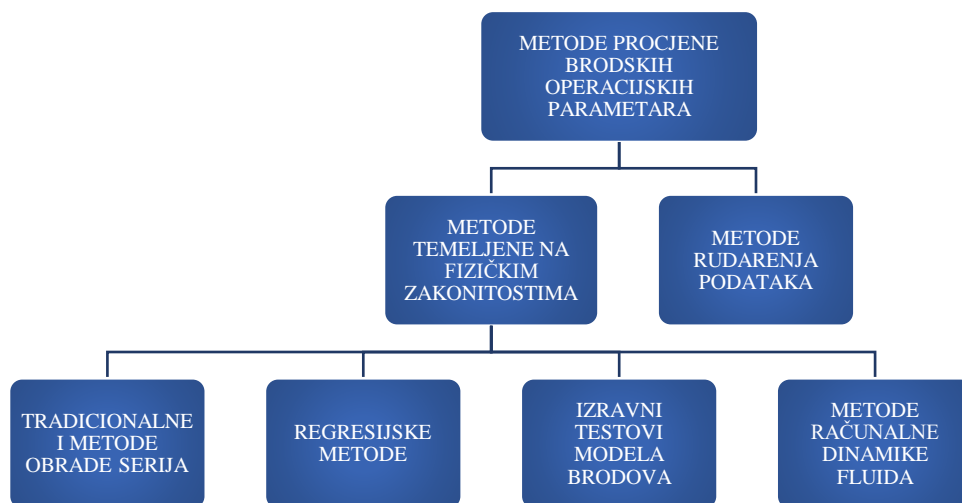 METODE PROCJENE
BRODSKIH
OPERACIJSKIH
PARAMETARA
METODE
TEMELJENE NA
FIZIČKIM
ZAKONITOSTIMA
METODE
RUDARENJA
PODATAKA
TRADICIONALNE
I METODE
OBRADE SERIJA
REGRESIJSKE
METODE
IZRAVNI
TESTOVI
MODELA
BRODOVA
METODE
RAČUNALNE
DINAMIKE
FLUIDA